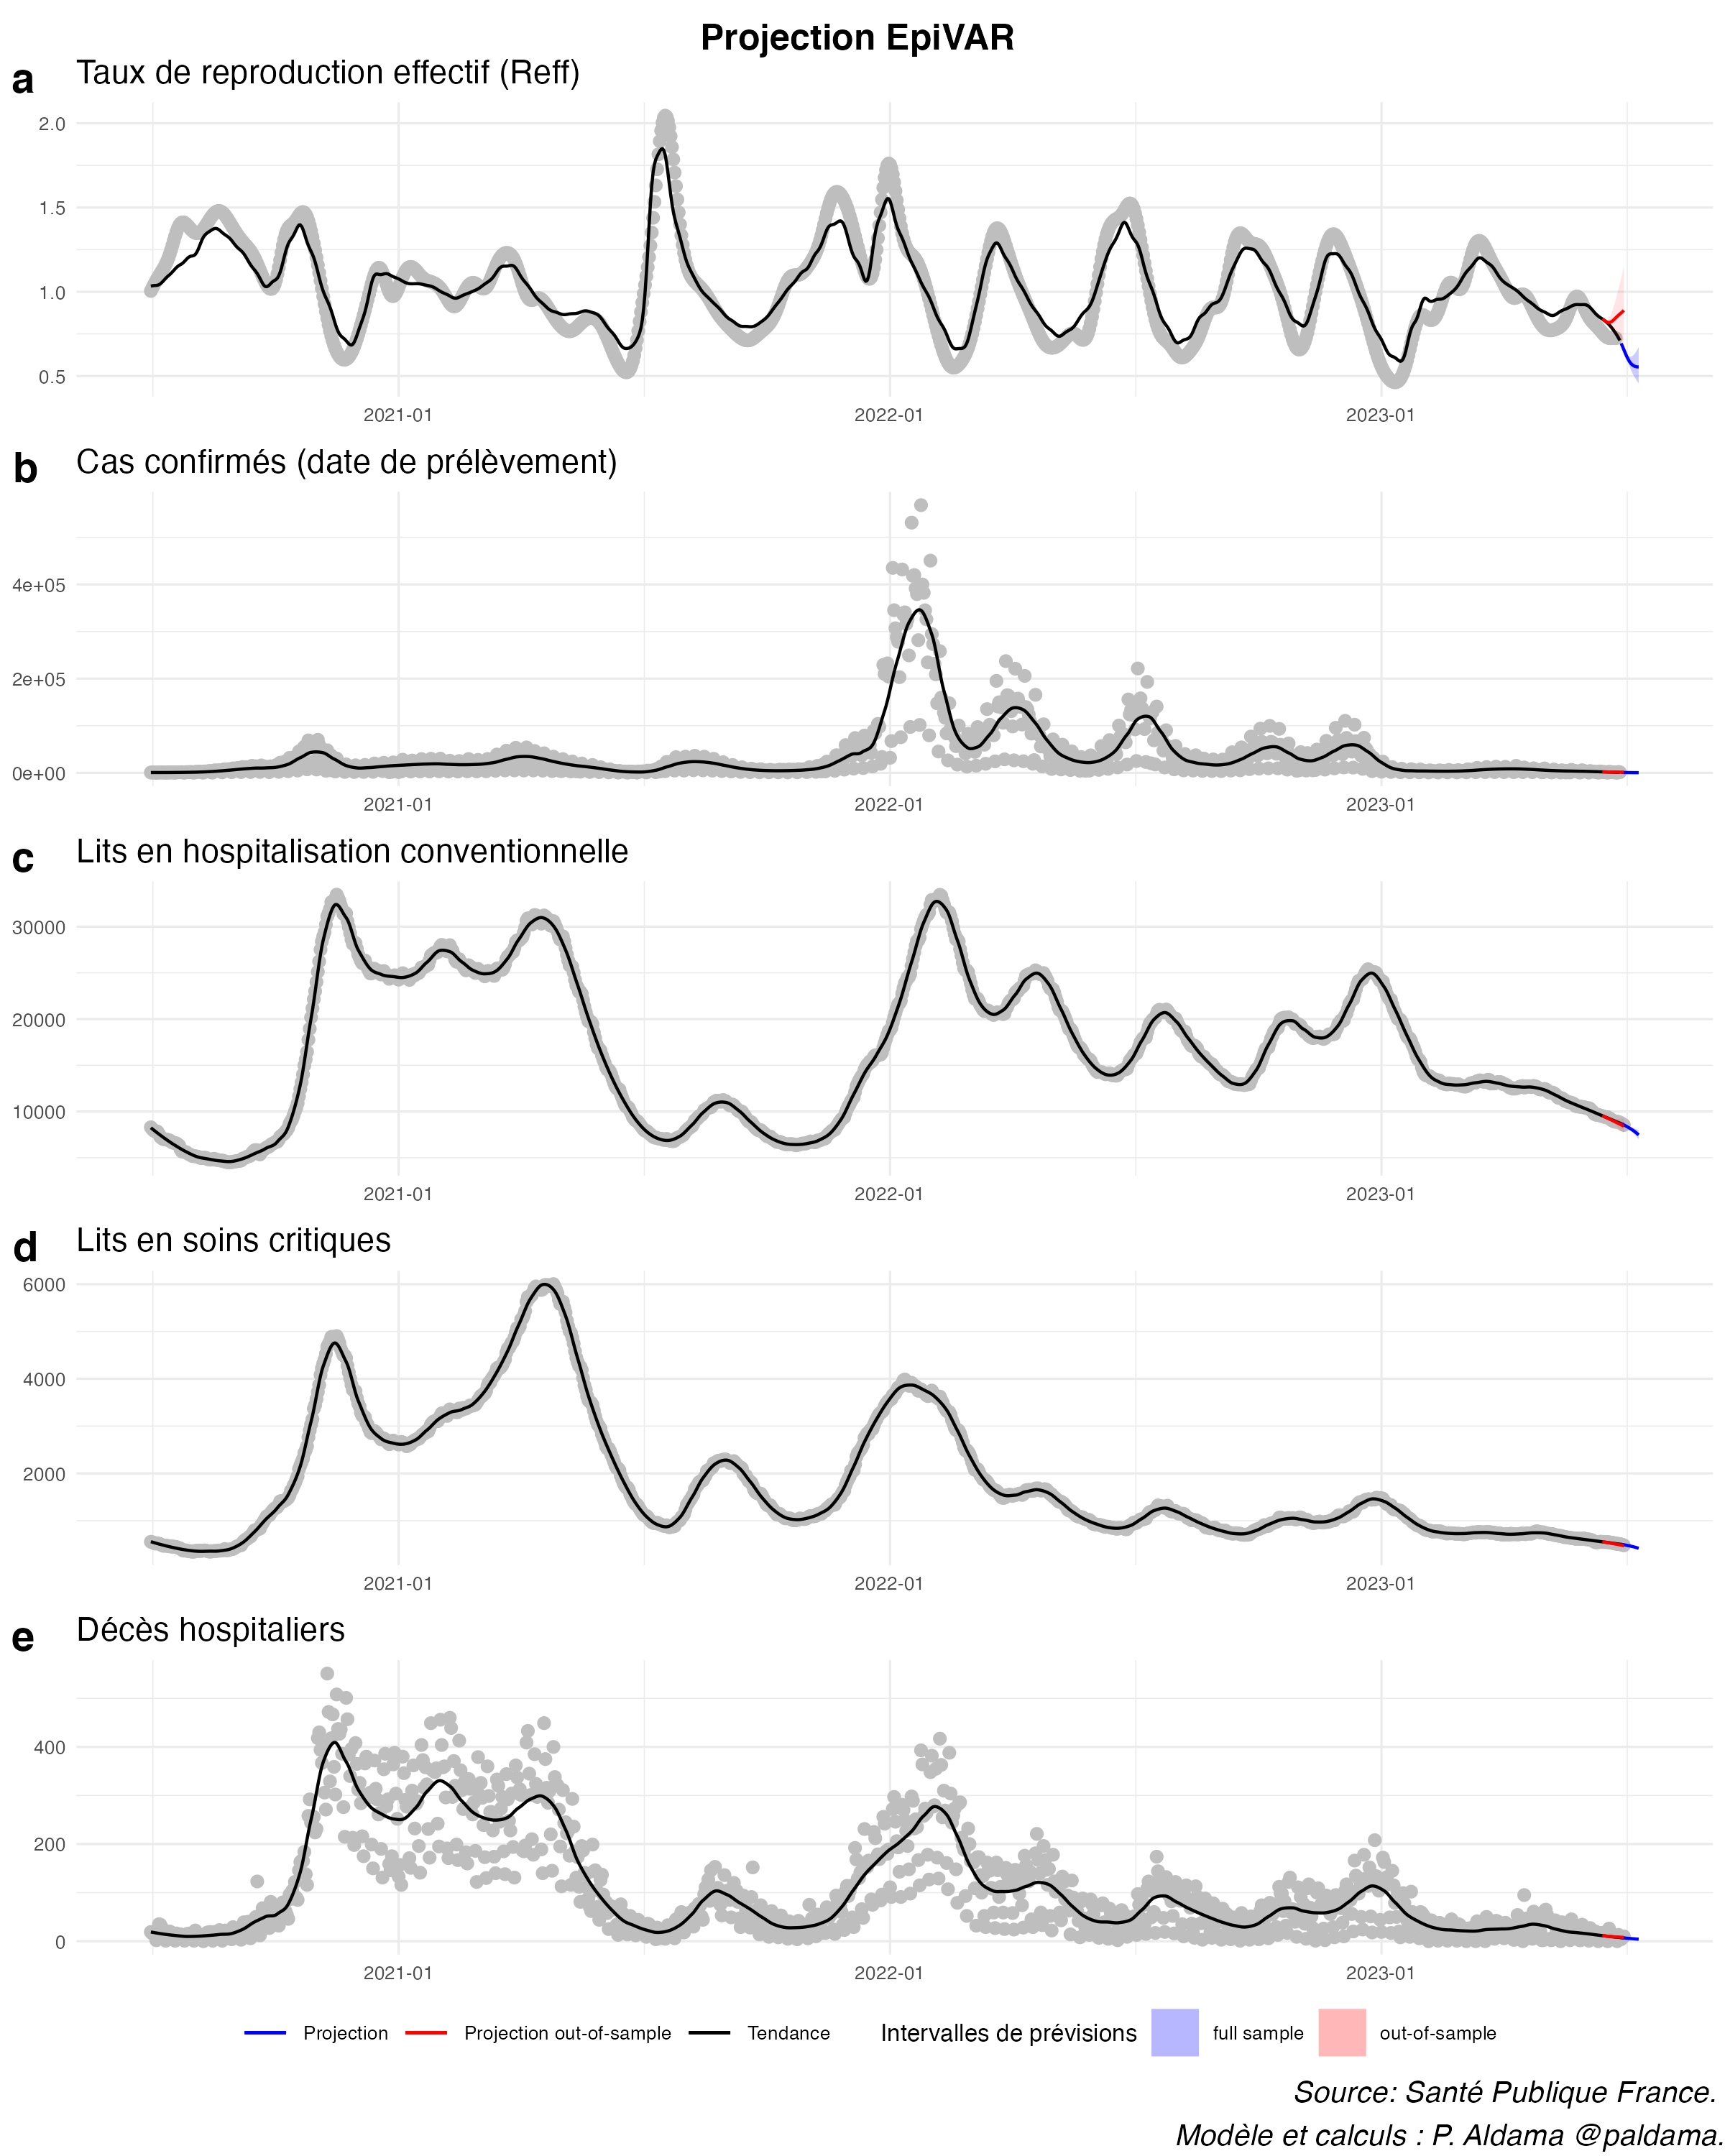 Projection EpiVAR
a Taux de reproduction effectif (Reff)
2.0
1.5
1.0
0.5
2021-01 2022-01 2023-01
b Cas confirmés (date de prélèvement)
4e+05
2e+05
0e+00
2021-01 2022-01 2023-01
c Lits en hospitalisation conventionnelle
30000
20000
10000
2021-01 2022-01 2023-01
d Lits en soins critiques
6000
4000
2000
2021-01 2022-01 2023-01
e Décès hospitaliers
400
200
0
2021-01 2022-01 2023-01
Projection Projection out-of-sample Tendance Intervalles de prévisions full sample out-of-sample
Source: Santé Publique France.
Modèle et calculs : P. Aldama @paldama.